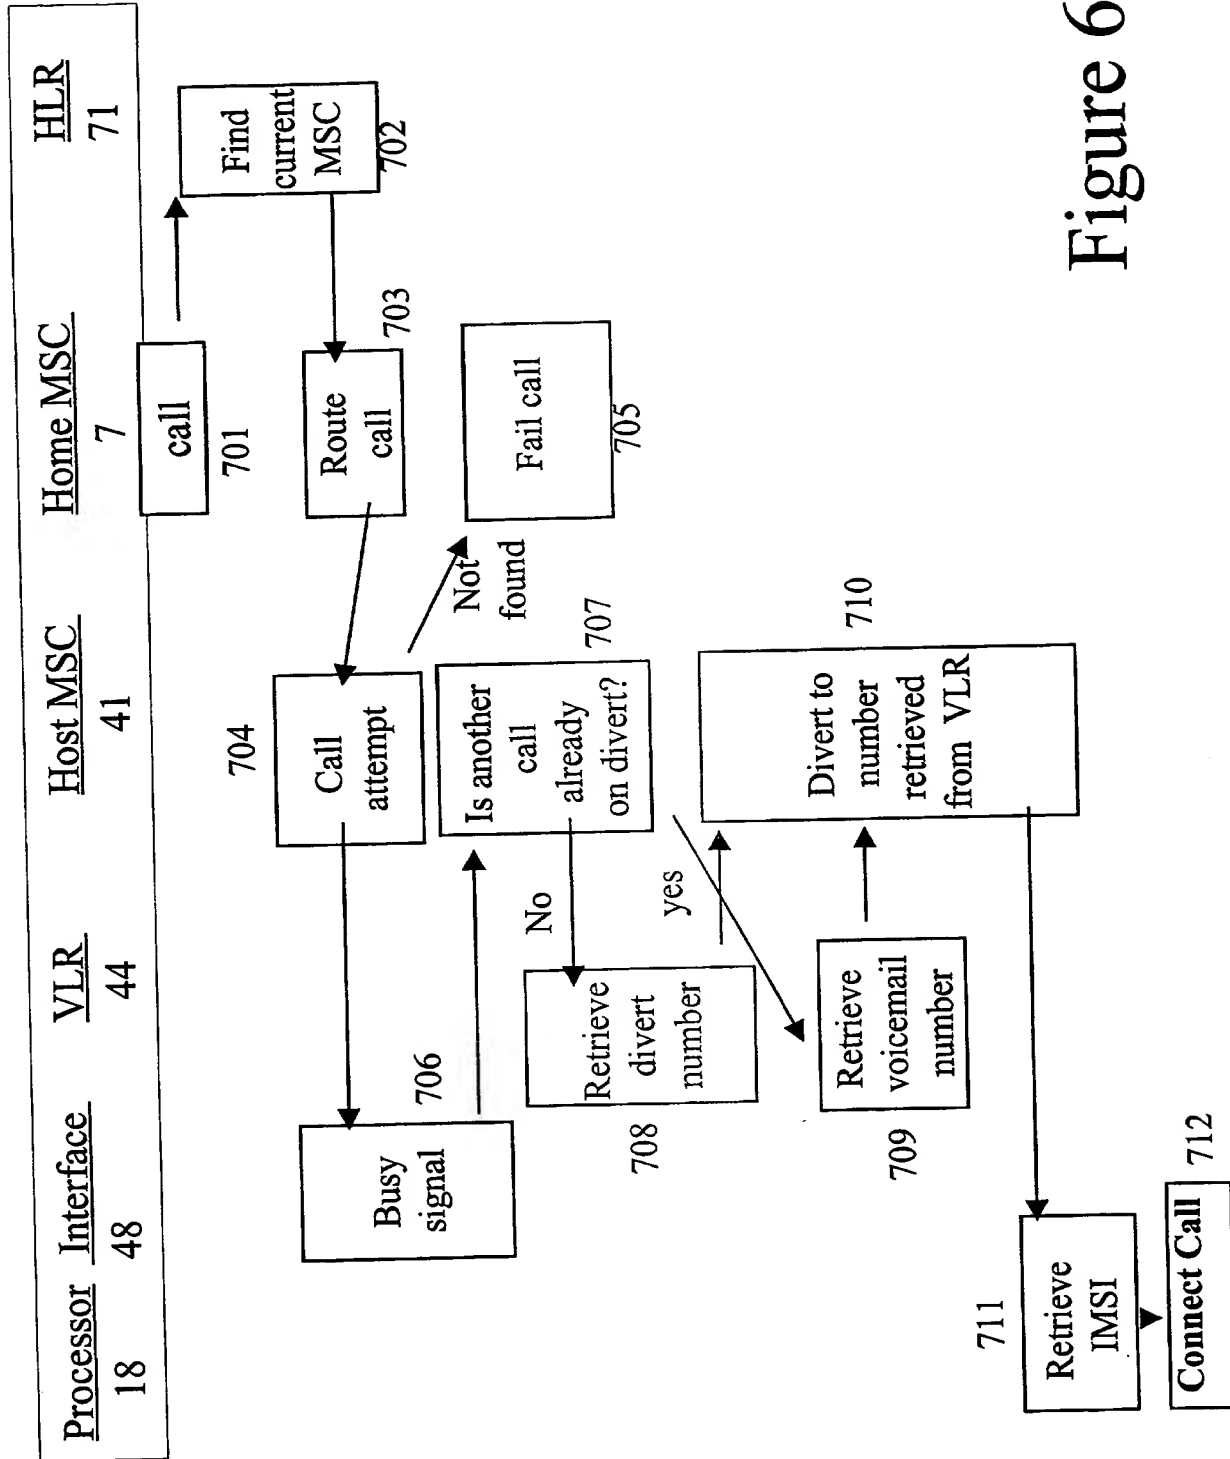 Processor
18
Interface
48
VLR
44
Host MSC
41
Home MSC
7
HLR
71
call
701
Find
current
MSC
702
Route
call
703
704
Call
attempt
Not
found
Fail call
705
Busy
signal
706
Is another
call
already
on divert?
707
No
Retrieve
divert
number
708
yes
Retrieve
voicemail
number
709
Divert to
number
retrieved
from VLR
710
711
Retrieve
IMSI
Connect Call
712
Figure 6